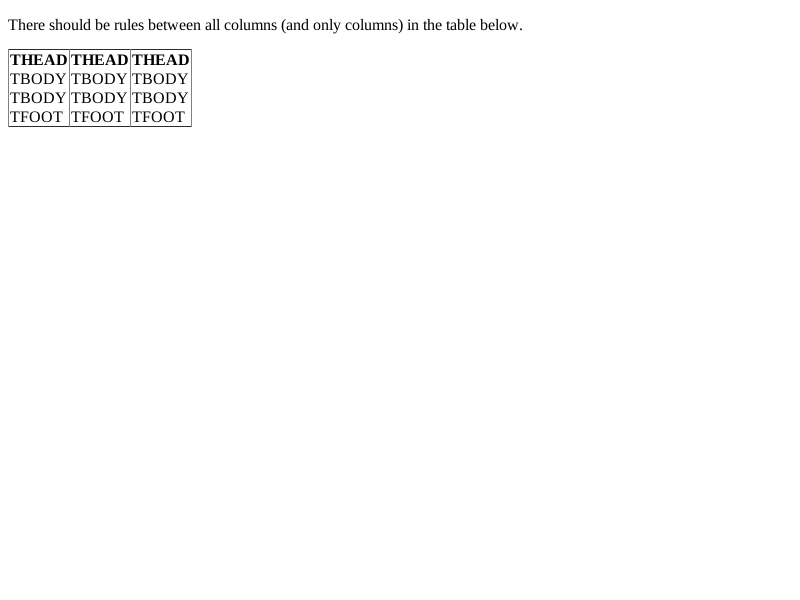 There should be rules between all columns (and only columns) in the table below.
THEAD THEAD THEAD
TBODY TBODY TBODY
TBODY TBODY TBODY
TFOOT TFOOT TFOOT